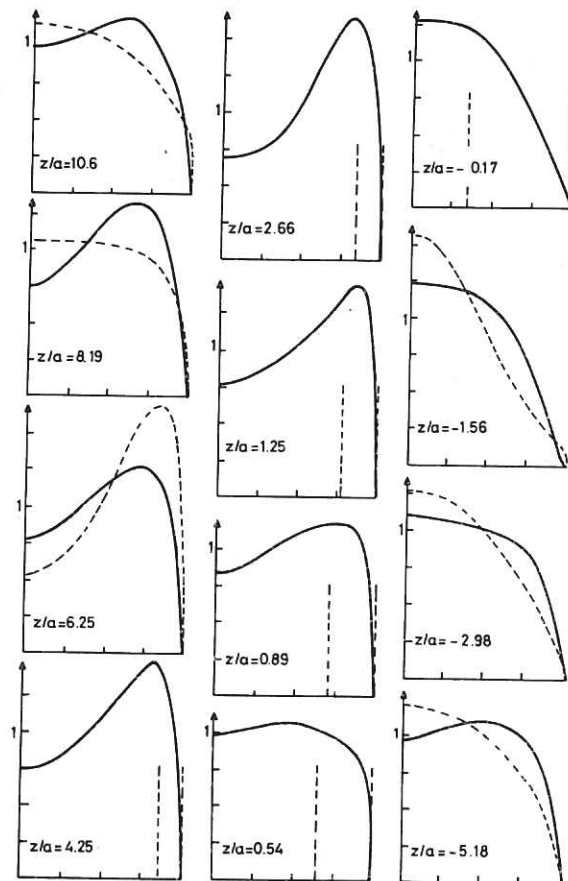 1
z/a=10.6
1
z/a=8.19
1
z/a=6.25
1
z/a=4.25
1
z/a=2.66
1
z/a=1.25
1
z/a=0.89
1
z/a=0.54
1
z/a=-0.17
1
z/a=-1.56
1
z/a=-2.98
1
z/a=-5.18